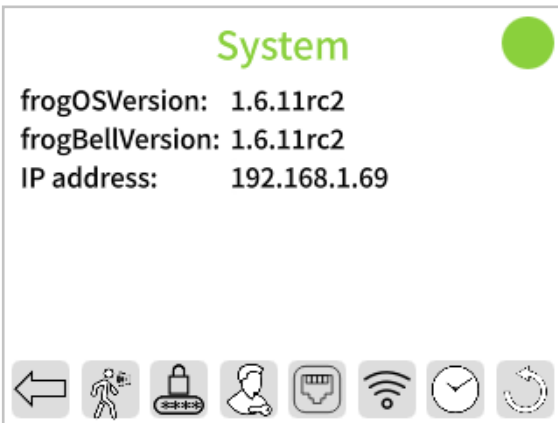 System
frogOSVersion: 1.6.11rc2
frogBellVersion: 1.6.11rc2
IP address: 192.168.1.69
****